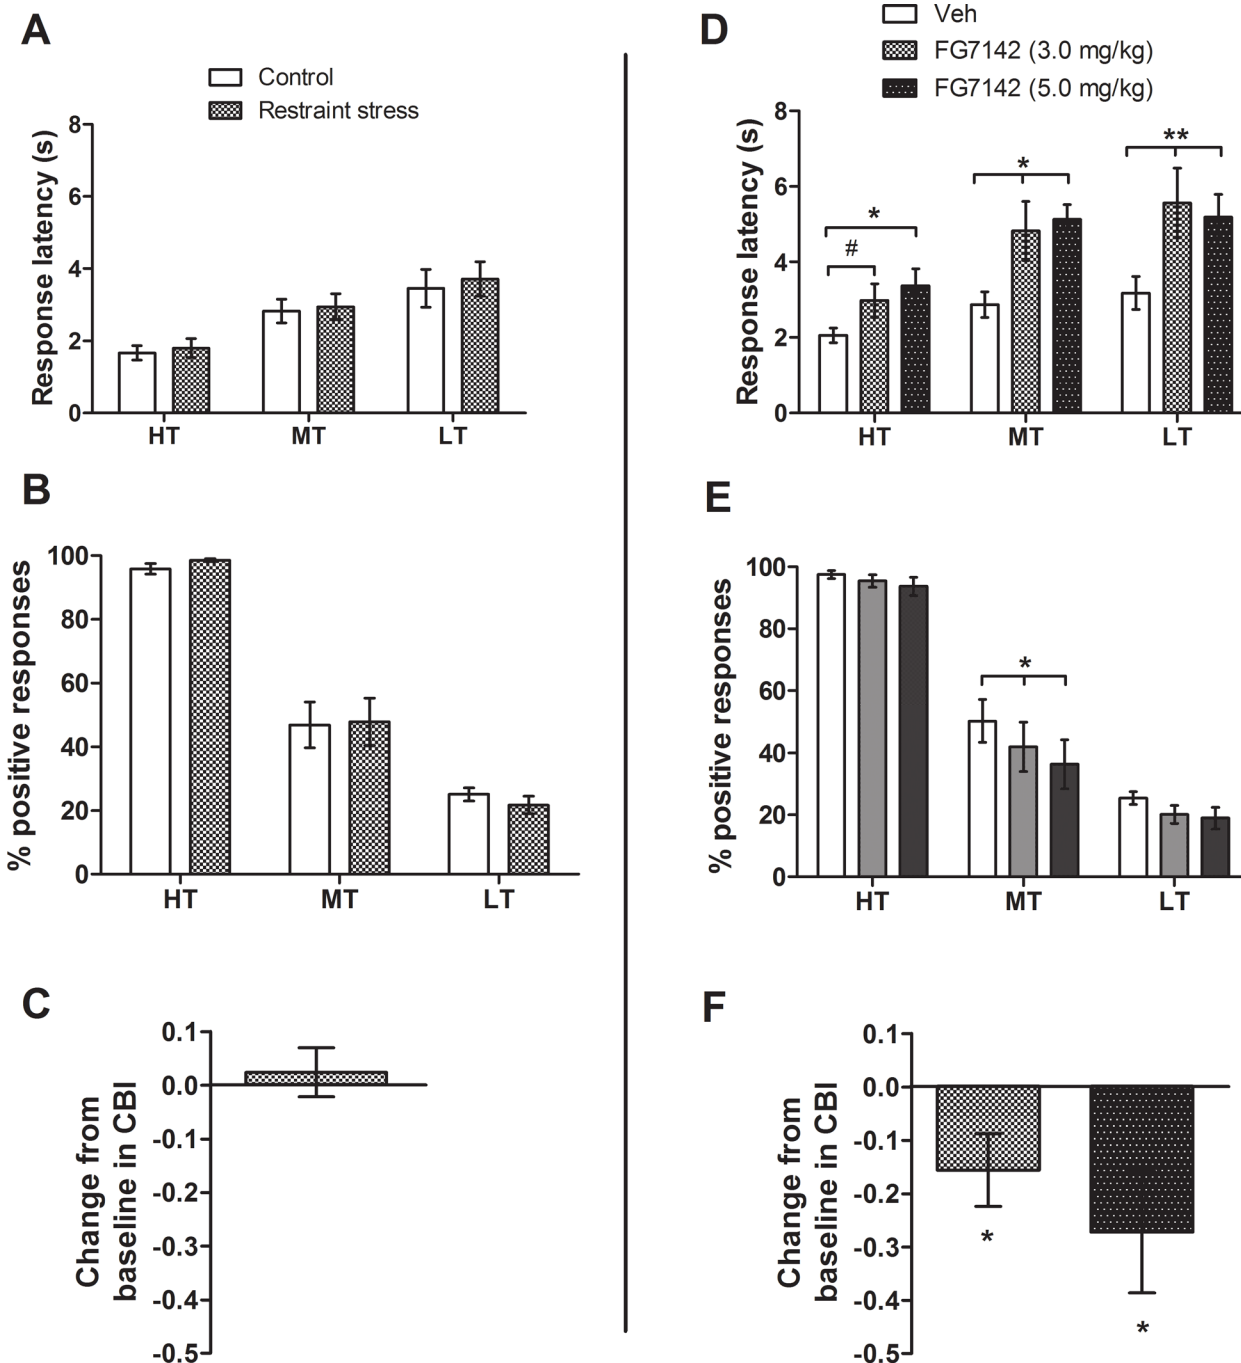 A
Control
Restraint stress
Response latency (s)
8
6
4
2
0
HT MT LT
B
% positive responses
100
80
60
40
20
0
HT MT LT
C
Change from
baseline in CBI
0.1
0.0
-0.1
-0.2
-0.3
-0.4
-0.5
D
Veh
FG7142 (3.0 mg/kg)
FG7142 (5.0 mg/kg)
Response latency (s)
8
6
4
2
0
*
#
*
**
HT MT LT
E
% positive responses
100
80
60
40
20
0
*
HT MT LT
F
Change from
baseline in CBI
0.1
0.0
-0.1
-0.2
-0.3
-0.4
-0.5
*
*